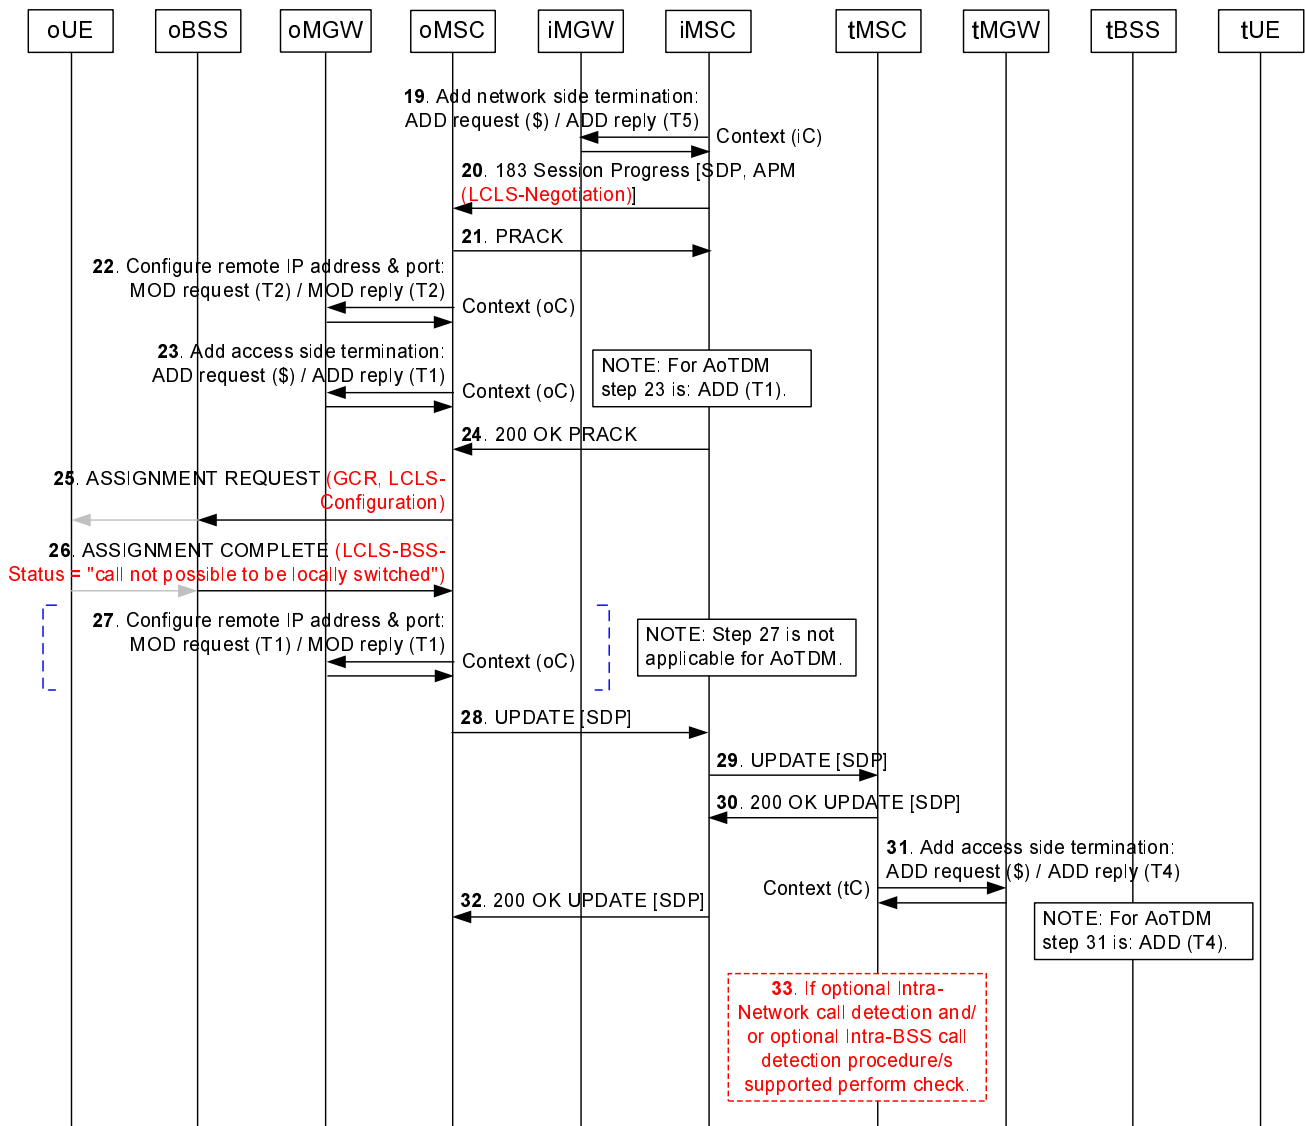 oUE oBSS oMGW oMSC iMGW iMSC tMSC tMGW tBSS tUE
19. Add network side termination:
ADD request ($) / ADD reply (T5)
Context (iC)
20. 183 Session Progress [SDP, APM
(LCLS-Negotiation)]
21. PRACK
22. Configure remote IP address & port:
MOD request (T2) / MOD reply (T2)
Context (oC)
23. Add access side termination:
ADD request ($) / ADD reply (T1)
Context (oC)
NOTE: For AoTDM
step 23 is: ADD (T1).
24. 200 OK PRACK
25. ASSIGNMENT REQUEST (GCR, LCLS-
Configuration)
26. ASSIGNMENT COMPLETE (LCLS-BSS-
Status = "call not possible to be locally switched")
27. Configure remote IP address & port:
MOD request (T1) / MOD reply (T1)
Context (oC)
NOTE: Step 27 is not
applicable for AoTDM.
28. UPDATE [SDP]
29. UPDATE [SDP]
30. 200 OK UPDATE [SDP]
31. Add access side termination:
ADD request ($) / ADD reply (T4)
Context (tC)
32. 200 OK UPDATE [SDP]
NOTE: For AoTDM
step 31 is: ADD (T4).
33. If optional Intra-
Network call detection and/
or optional Intra-BSS call
detection procedure/s
supported perform check.